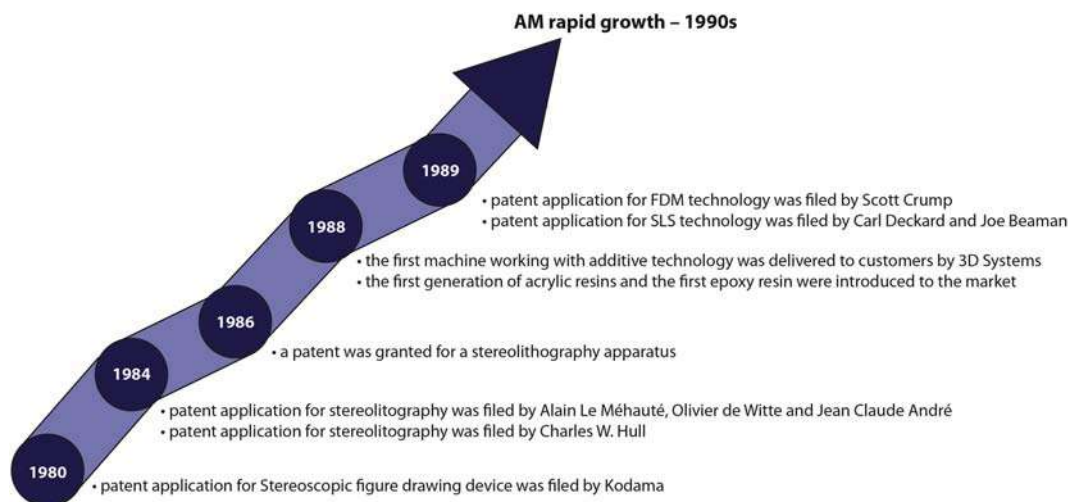 AM rapid growth – 1990s
1989
• patent application for FDM technology was filed by Scott Crump
• patent application for SLS technology was filed by Carl Deckard and Joe Beaman
1988
• the first machine working with additive technology was delivered to customers by 3D Systems
• the first generation of acrylic resins and the first epoxy resin were introduced to the market
1986
• a patent was granted for a stereolithography apparatus
1984
• patent application for stereolitography was filed by Alain Le Méhauté, Olivier de Witte and Jean Claude André
• patent application for stereolitography was filed by Charles W. Hull
1980
• patent application for Stereoscopic figure drawing device was filed by Kodama